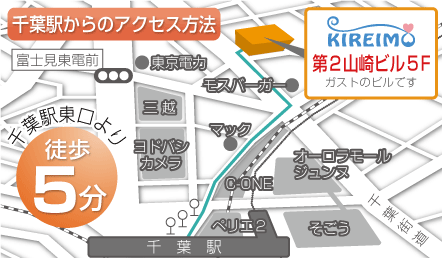 千葉駅からのアクセス方法
KIREIMO
第2山崎ビル5F
ガストのビルです
富士見東電前
東京電力
モスバーガー
三越
マック
千葉駅東口より
徒歩
5分
ヨドバシ
カメラ
オーロラモール
ジュンヌ
C-ONE
ペリエ2
そごう
千葉街道
千葉駅